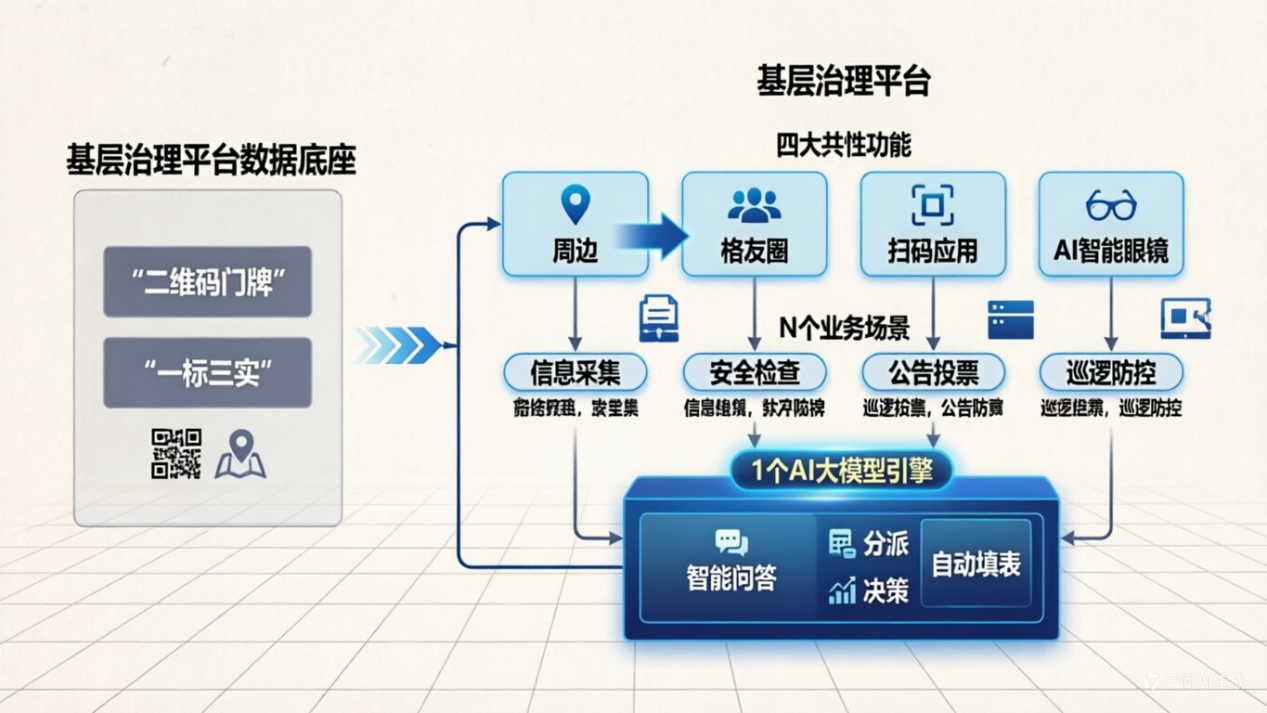 基层治理平台
四大共性功能
基层治理平台数据底座
“二维码门牌”
“一标三实”
周边
格友圈
扫码应用
AI智能眼镜
N个业务场景
信息采集
安全检查
公告投票
巡逻防控
1个AI大模型引擎
智能问答
分派
决策
自动填表